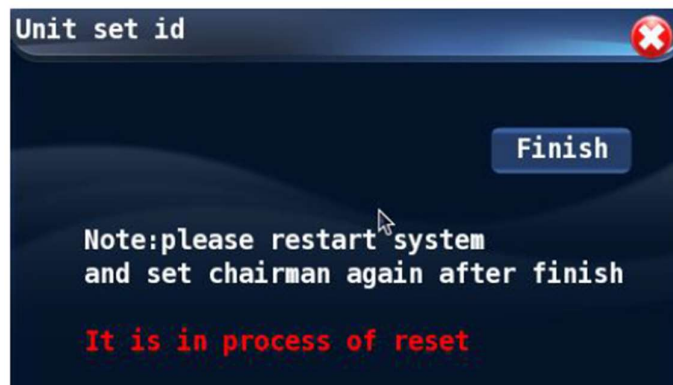 Unit set id
Finish
Note:please restart system
and set chairman again after finish
It is in process of reset